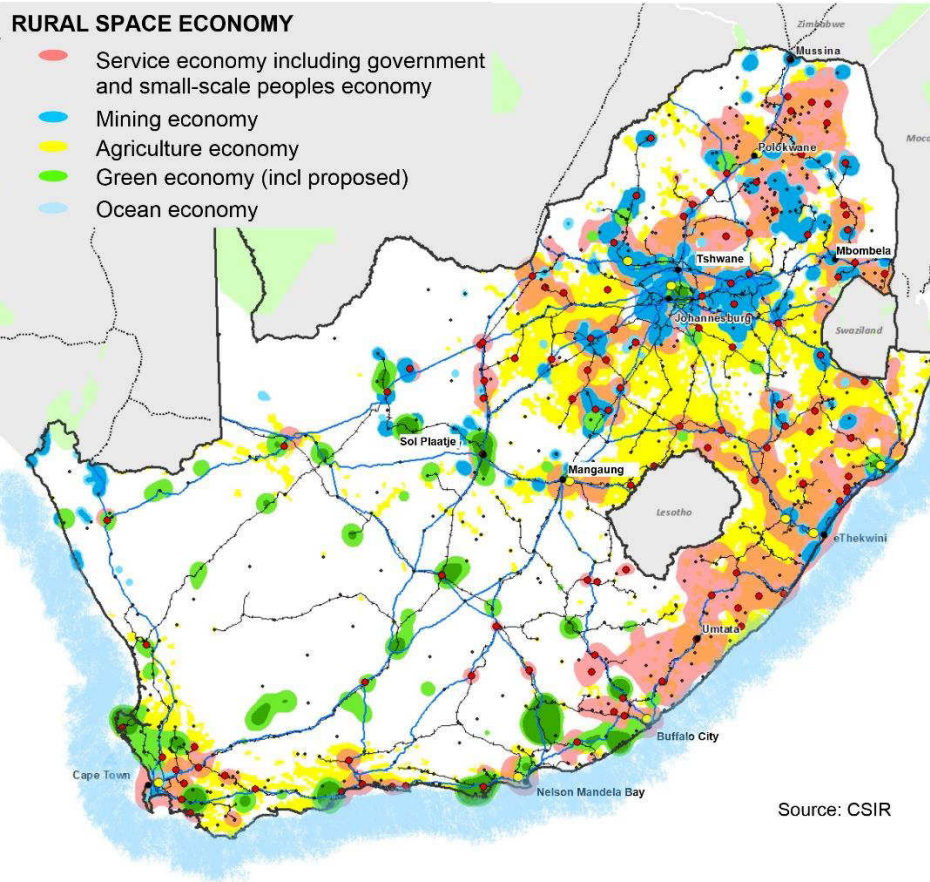 RURAL SPACE ECONOMY
Service economy including government
and small-scale peoples economy
Mining economy
Agriculture economy
Green economy (incl proposed)
Ocean economy
Zimbabwe
Mussina
Moc
Polokwane
Mbombela
Tshwane
Johannesburg
Swaziland
Sol Plaatje
Mangaung
Lesotho
eThekwini
Umtata
Buffalo City
Cape Town
Nelson Mandela Bay
Source: CSIR